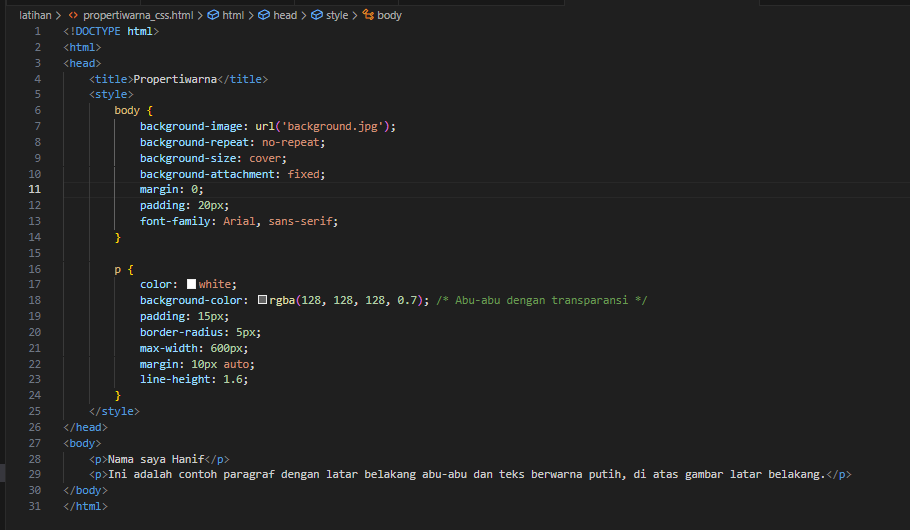 latihan > propertiwarna_css.html > html > head > style > body
1 <!DOCTYPE html>
2 <html>
3 <head>
4 <title>Propertiwarna</title>
5 <style>
6 body {
7 background-image: url('background.jpg');
8 background-repeat: no-repeat;
9 background-size: cover;
10 background-attachment: fixed;
11 margin: 0;
12 padding: 20px;
13 font-family: Arial, sans-serif;
14 }
15
16 p {
17 color: white;
18 background-color: rgba(128, 128, 128, 0.7); /* Abu-abu dengan transparansi */
19 padding: 15px;
20 border-radius: 5px;
21 max-width: 600px;
22 margin: 10px auto;
23 line-height: 1.6;
24 }
25 </style>
26 </head>
27 <body>
28 <p>Nama saya Hanif</p>
29 <p>Ini adalah contoh paragraf dengan latar belakang abu-abu dan teks berwarna putih, di atas gambar latar belakang.</p>
30 </body>
31 </html>